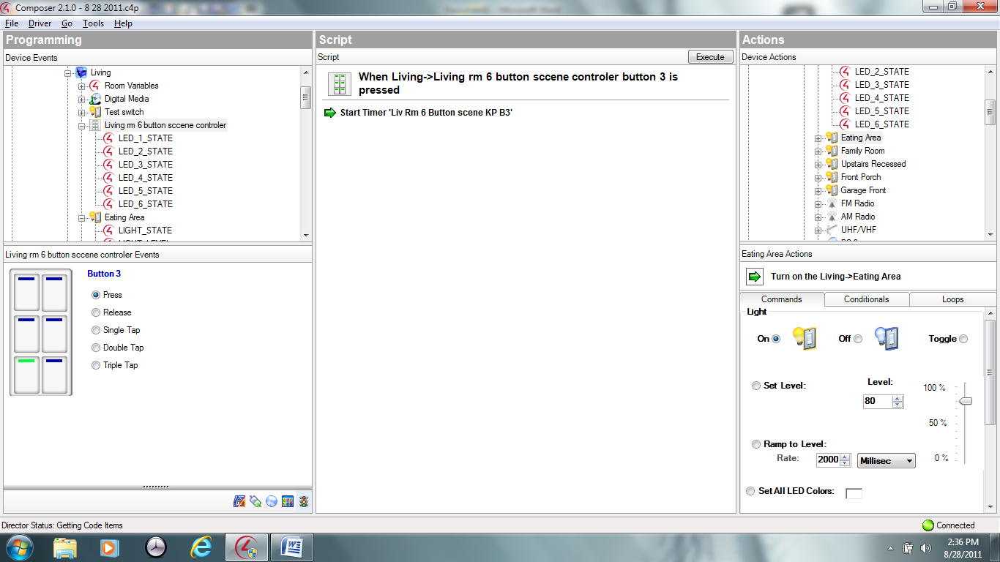 Composer 2.1.0 - 8 28 2011.c4p
File Driver Go Tools Help
Programming
Device Events
Living
Room Variables
Digital Media
Test switch
Living rm 6 button sccene controler
LED_1_STATE
LED_2_STATE
LED_3_STATE
LED_4_STATE
LED_5_STATE
LED_6_STATE
Eating Area
LIGHT_STATE
Living rm 6 button sccene controler Events
Button 3
Press
Release
Single Tap
Double Tap
Triple Tap
Script
Script
Execute
When Living->Living rm 6 button sccene controler button 3 is
pressed
Start Timer 'Liv Rm 6 Button scene KP B3'
Actions
Device Actions
LED_2_STATE
LED_3_STATE
LED_4_STATE
LED_5_STATE
LED_6_STATE
Eating Area
Family Room
Upstairs Recessed
Front Porch
Garage Front
FM Radio
AM Radio
UHF/VHF
Eating Area Actions
Turn on the Living->Eating Area
Commands Conditionals Loops
Light
On Off Toggle
Set Level: Level: 100 %
80
50 %
Ramp to Level:
Rate: 2000 Millisec 0 %
Set All LED Colors:
Director Status: Getting Code Items
Connected
2:36 PM
8/28/2011